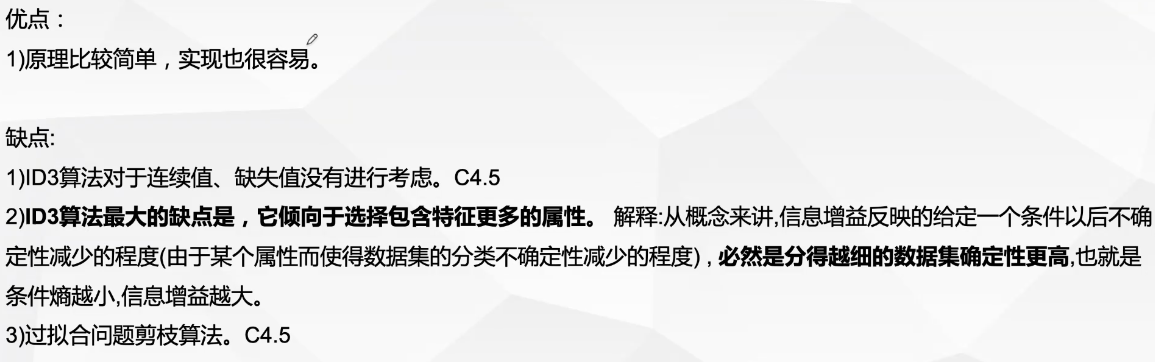 优点：
1)原理比较简单，实现也很容易。
缺点:
1)ID3算法对于连续值、缺失值没有进行考虑。C4.5
2)ID3算法最大的缺点是，它倾向于选择包含特征更多的属性。 解释:从概念来讲,信息增益反映的给定一个条件以后不确
定性减少的程度(由于某个属性而使得数据集的分类不确定性减少的程度) , 必然是分得越细的数据集确定性更高,也就是
条件熵越小,信息增益越大。
3)过拟合问题剪枝算法。C4.5